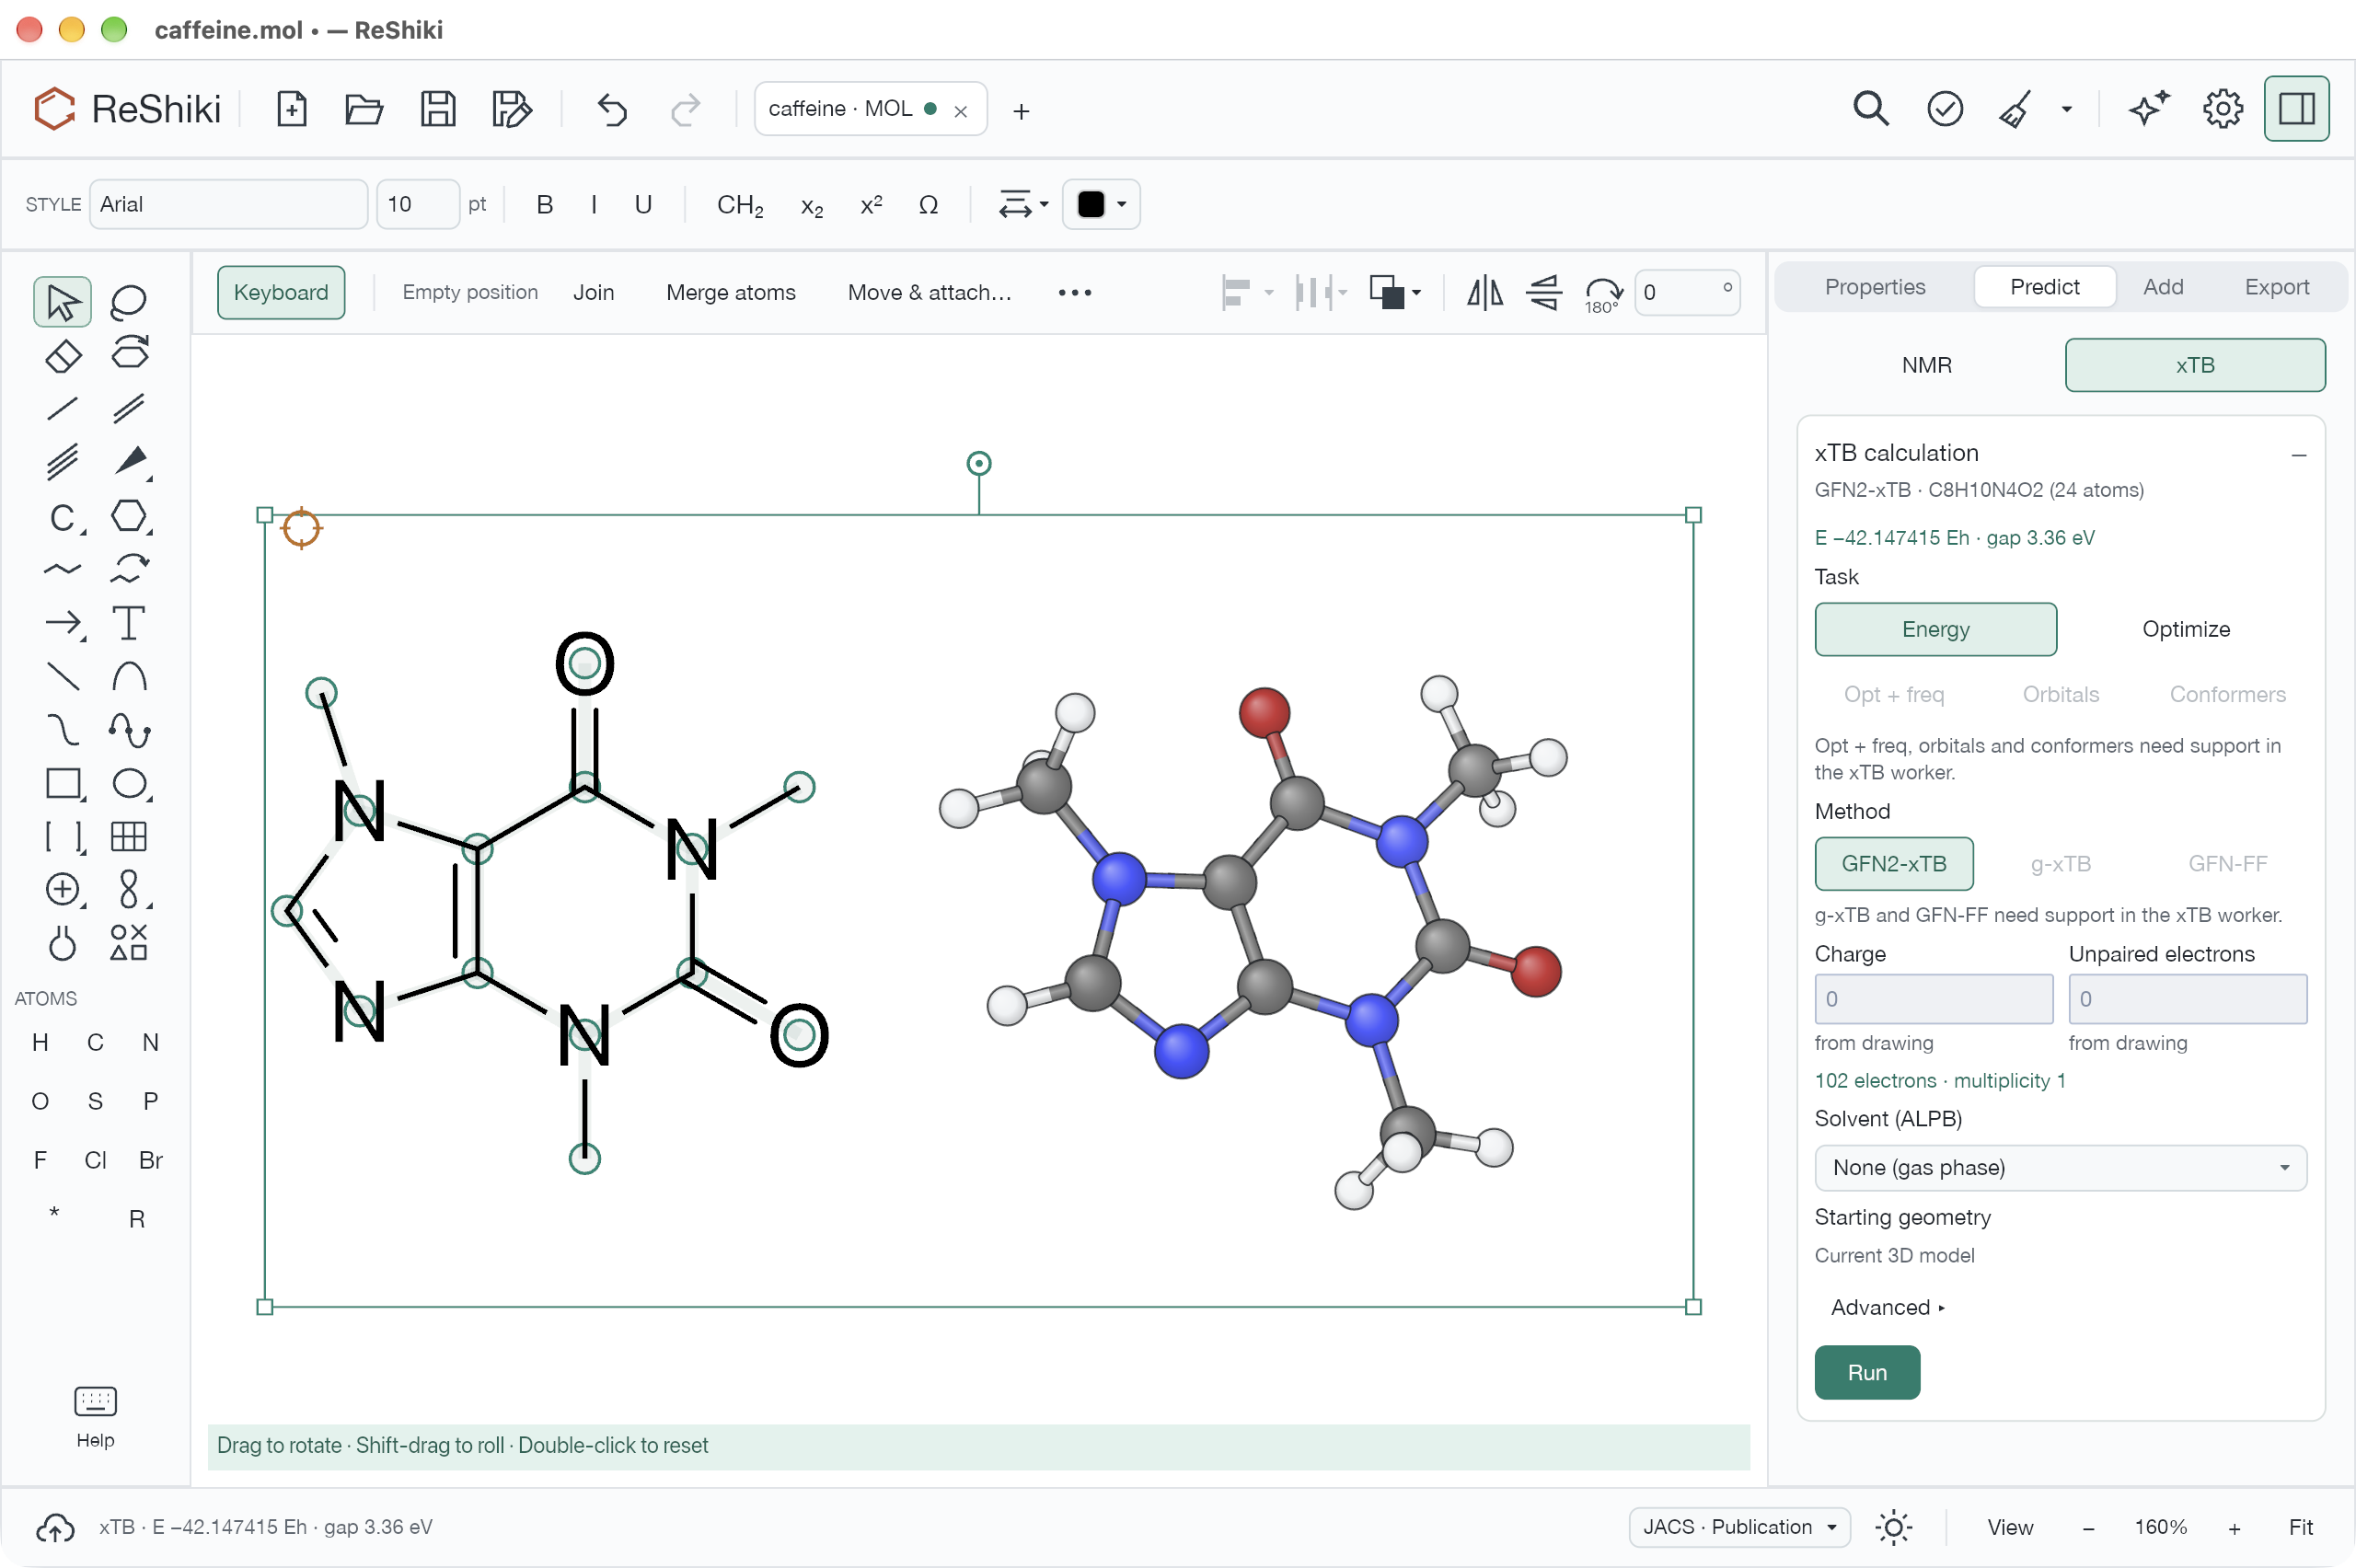 caffeine.mol • — ReShiki
ReShiki
caffeine · MOL
STYLE Arial 10 pt B I U CH₂ x₂ x² Ω
Keyboard Empty position Join Merge atoms Move & attach... 180° 0 °
Properties Predict Add Export
NMR xTB
xTB calculation
GFN2-xTB · C8H10N4O2 (24 atoms)
E −42.147415 Eh · gap 3.36 eV
Task
Energy Optimize
Opt + freq Orbitals Conformers
Opt + freq, orbitals and conformers need support in
the xTB worker.
Method
GFN2-xTB g-xTB GFN-FF
g-xTB and GFN-FF need support in the xTB worker.
Charge Unpaired electrons
0 0
from drawing from drawing
102 electrons · multiplicity 1
Solvent (ALPB)
None (gas phase)
Starting geometry
Current 3D model
Advanced
Run
C
T
ATOMS
H C N
O S P
F Cl Br
* R
Help
O
N
N
N
N
O
Drag to rotate · Shift-drag to roll · Double-click to reset
xTB · E −42.147415 Eh · gap 3.36 eV
JACS · Publication View − 160% + Fit